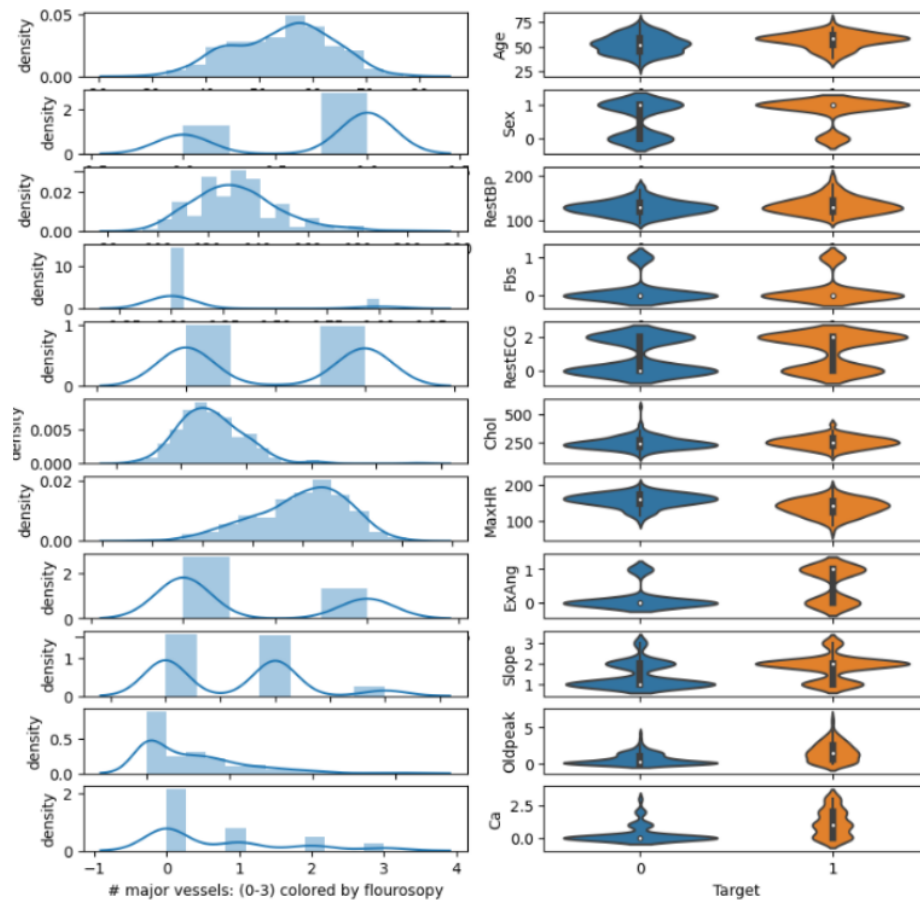 0.05
density
0.00
75
50
25
Age
2
0
density
1
0
Sex
0.02
0.00
density
200
100
RestBP
10
0
density
1
0
Fbs
1
0
density
2
0
RestECG
0.005
0.000
density
500
250
Chol
0.02
0.00
density
200
100
MaxHR
2
0
density
1
0
ExAng
1
0
density
3
2
1
Slope
0.5
0.0
density
5
0
Oldpeak
2
0
density
2.5
0.0
Ca
−1 0 1 2 3 4
# major vessels: (0-3) colored by flourosopy
0 1
Target